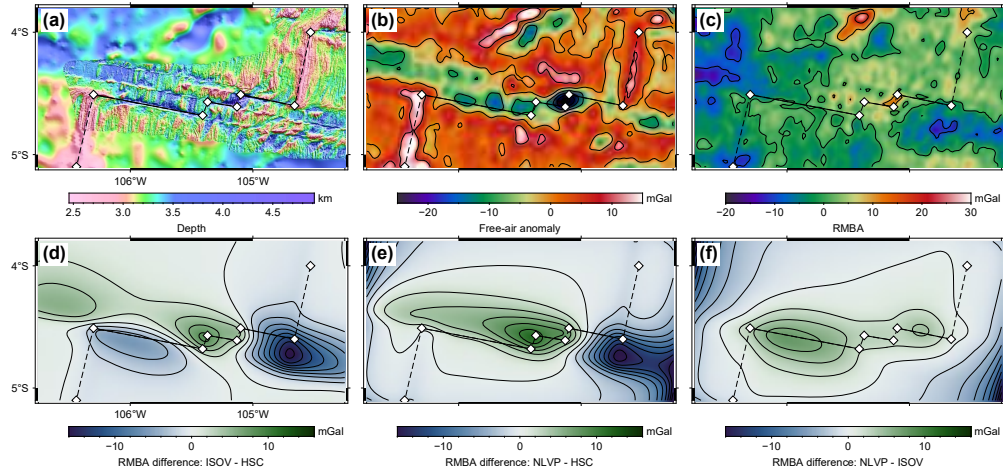 (a)
(b)
(c)
4°S
5°S
106°W 105°W
km
2.5 3.0 3.5 4.0 4.5
Depth
mGal
−20 −10 0 10
Free-air anomaly
mGal
−20 −10 0 10 20 30
RMBA
(d)
(e)
(f)
4°S
5°S
106°W 105°W
mGal
−10 0 10
RMBA difference: ISOV - HSC
mGal
−10 0 10
RMBA difference: NLVP - HSC
mGal
−10 0 10
RMBA difference: NLVP - ISOV